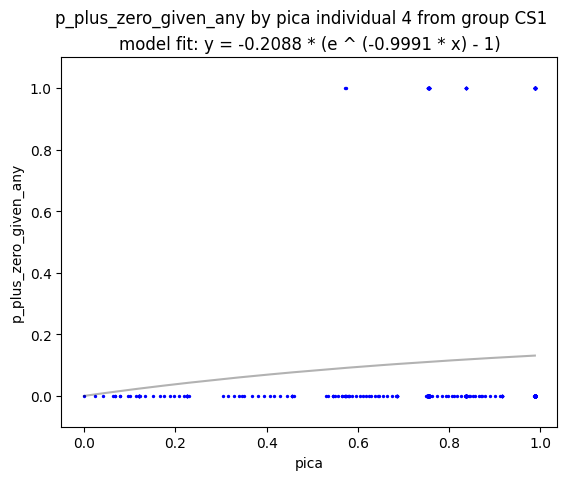 p_plus_zero_given_any by pica individual 4 from group CS1
model fit: y = -0.2088 * (e ^ (-0.9991 * x) - 1)
1.0
0.8
0.6
0.4
0.2
0.0
p_plus_zero_given_any
0.0 0.2 0.4 0.6 0.8 1.0
pica